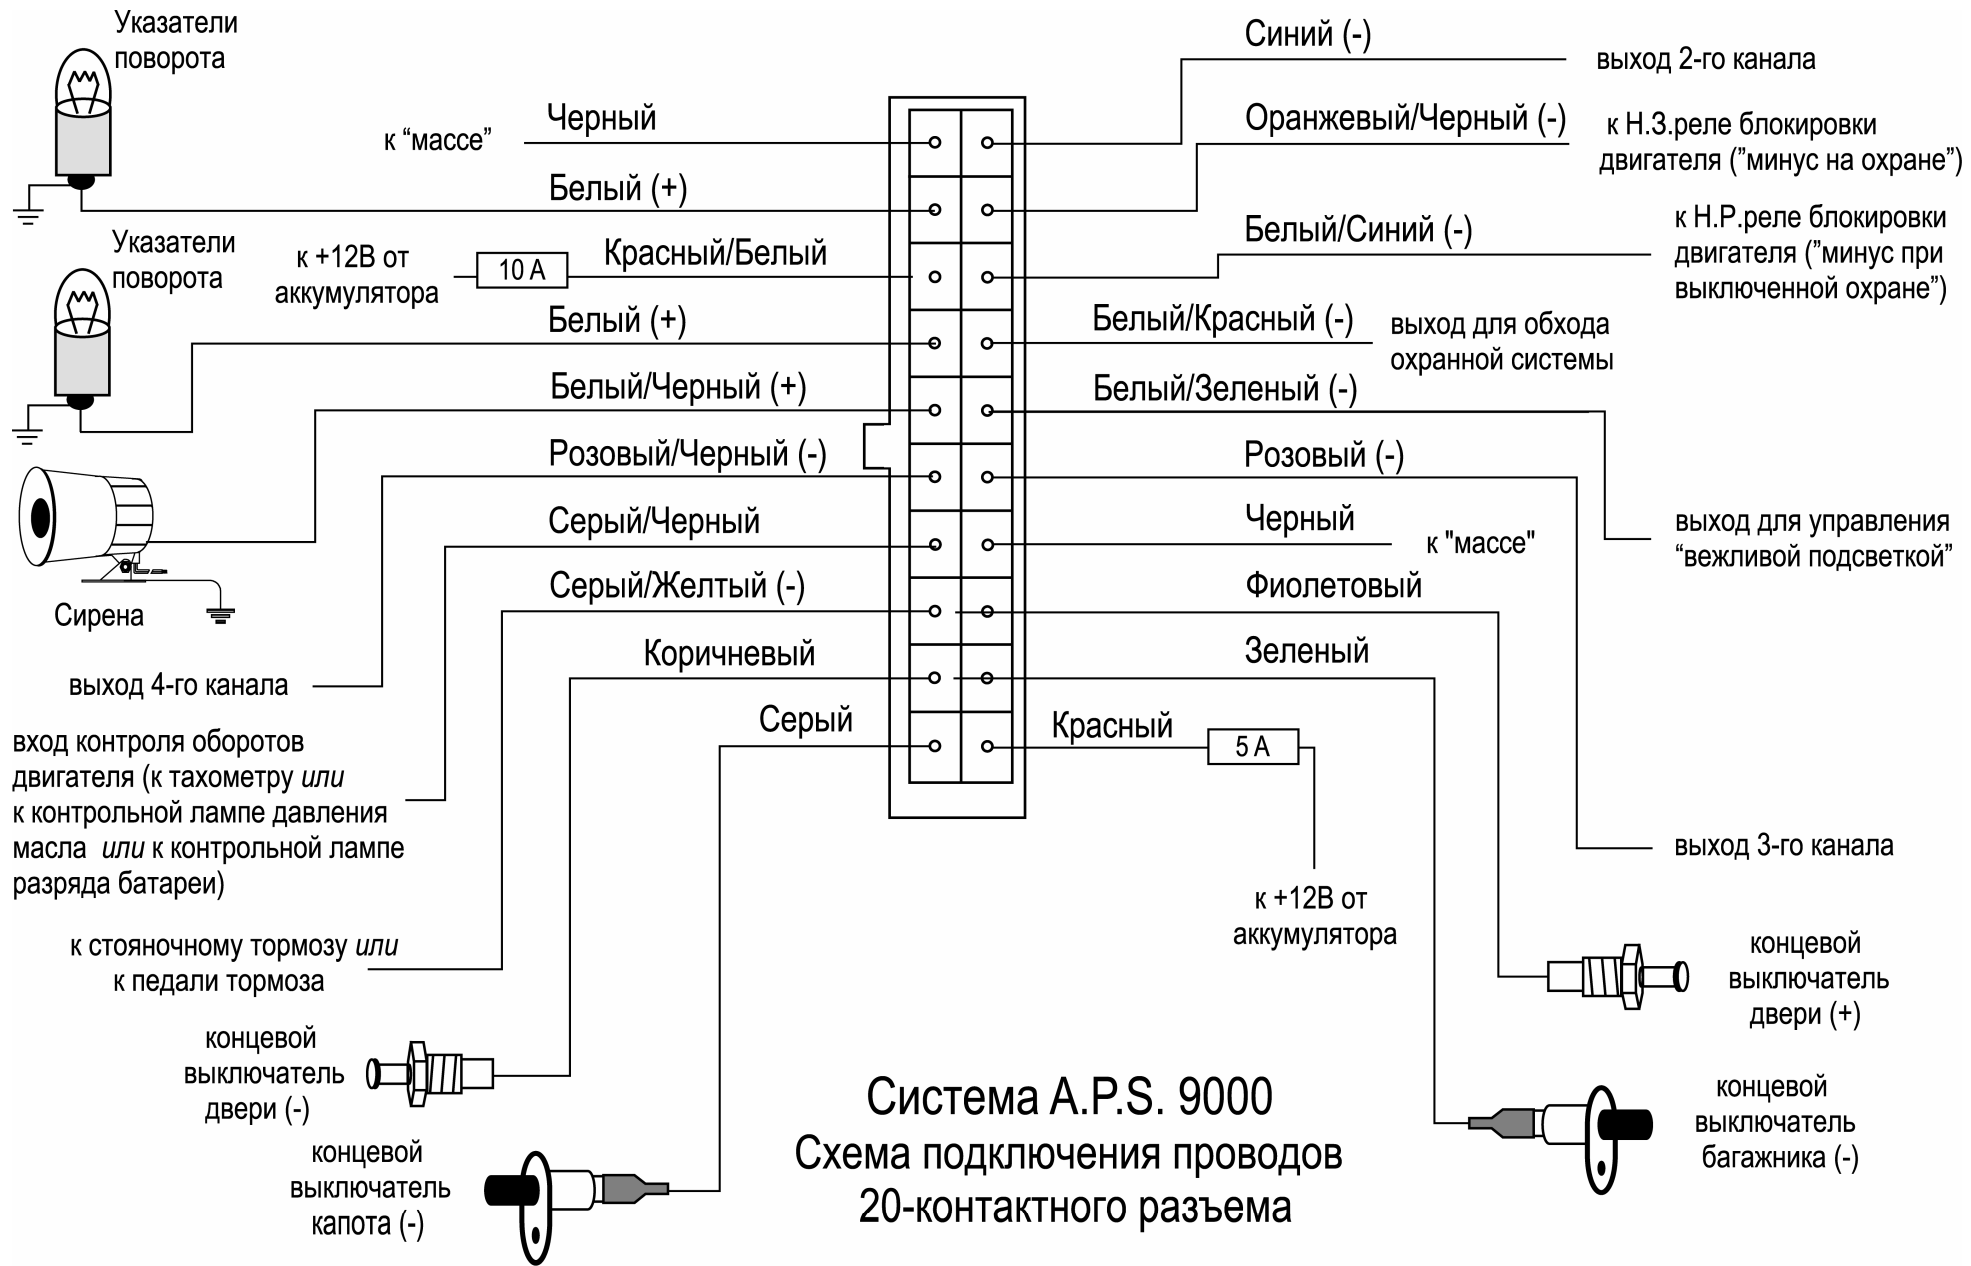 Указатели
поворота
к “массе”
Черный
Белый (+)
Указатели
поворота
к +12В от
аккумулятора
10 А
Красный/Белый
Белый (+)
Белый/Черный (+)
Розовый/Черный (-)
Серый/Черный
Серый/Желтый (-)
Коричневый
Серый
Сирена
выход 4-го канала
вход контроля оборотов
двигателя (к тахометру или
к контрольной лампе давления
масла или к контрольной лампе
разряда батареи)
к стояночному тормозу или
к педали тормоза
концевой
выключатель
двери (-)
концевой
выключатель
капота (-)
Синий (-)
выход 2-го канала
Оранжевый/Черный (-)
к Н.З.реле блокировки
двигателя (”минус на охране”)
Белый/Синий (-)
к Н.Р.реле блокировки
двигателя (”минус при
выключенной охране”)
Белый/Красный (-)
выход для обхода
охранной системы
Белый/Зеленый (-)
Розовый (-)
Черный
к "массе"
выход для управления
“вежливой подсветкой”
Фиолетовый
Зеленый
Красный
5 А
к +12В от
аккумулятора
выход 3-го канала
концевой
выключатель
двери (+)
концевой
выключатель
багажника (-)
Система A.P.S. 9000
Схема подключения проводов
20-контактного разъема